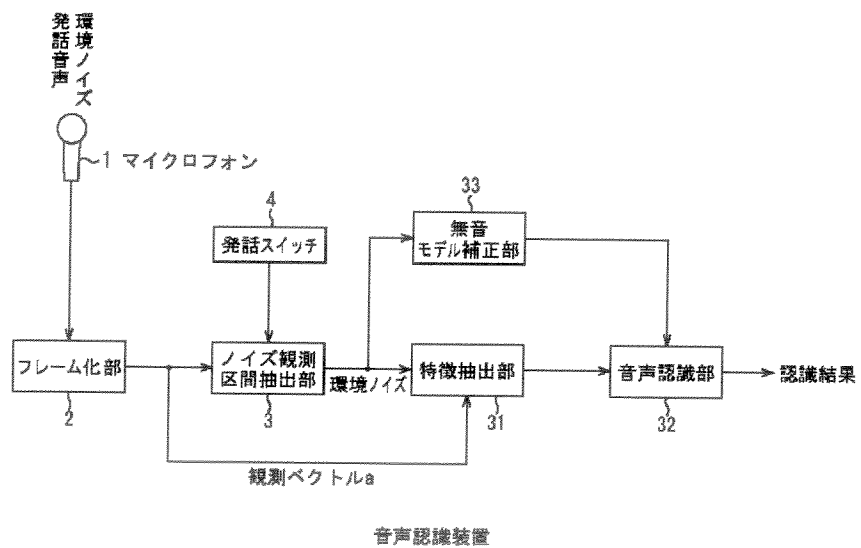 環境ノイズ
発話音声
1 マイクロフォン
4
発話スイッチ
33
無音
モデル補正部
フレーム化部
2
ノイズ観測
区間抽出部
3
環境ノイズ
特徴抽出部
31
音声認識部
32
認識結果
観測ベクトルa
音声認識装置